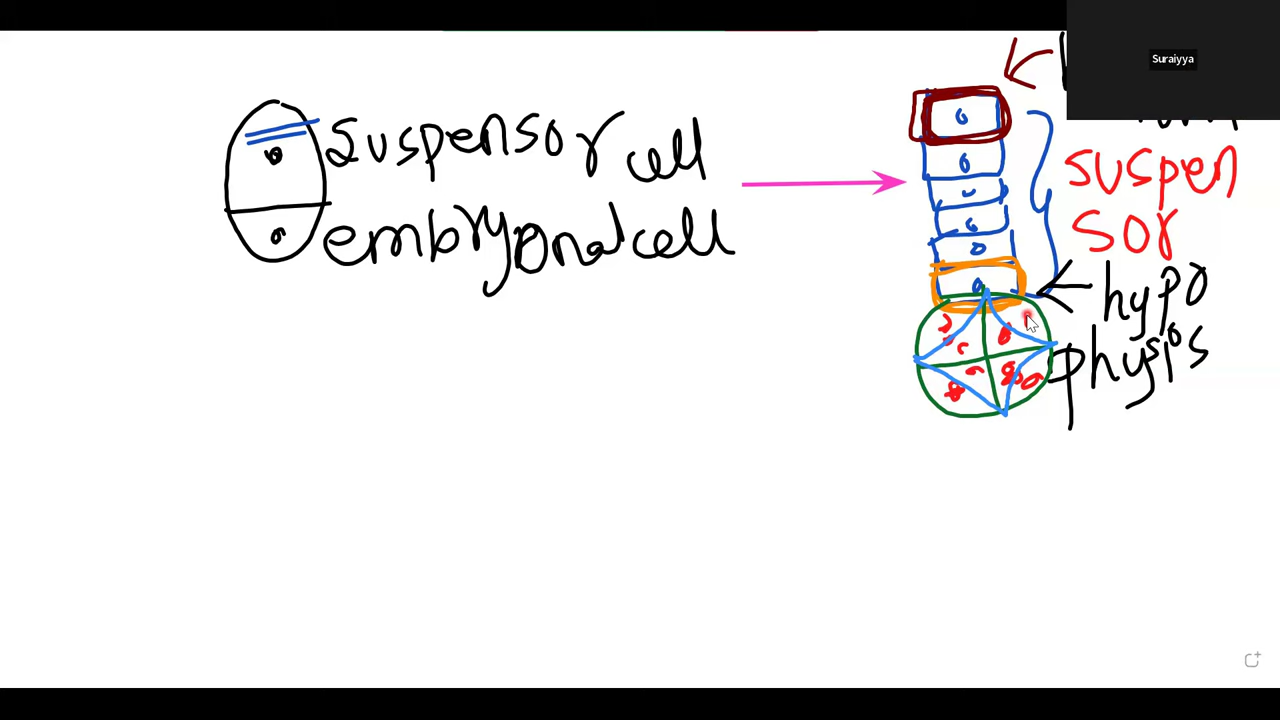 Suraiyya
suspensor cell
embryonal cell
suspen
sor
hypo
physis